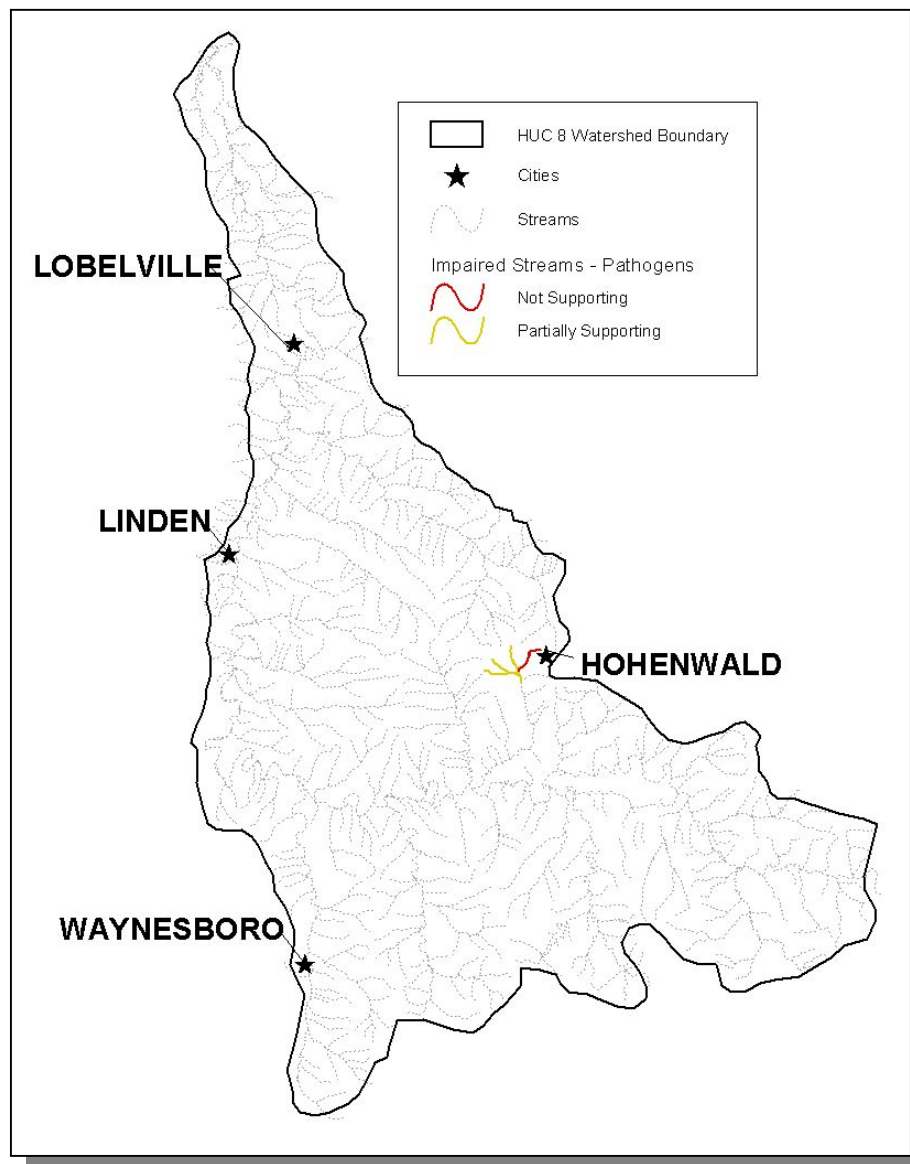 HUC 8 Watershed Boundary
Cities
Streams
Impaired Streams - Pathogens
Not Supporting
Partially Supporting
LOBELVILLE
LINDEN
HOHENWALD
WAYNESBORO